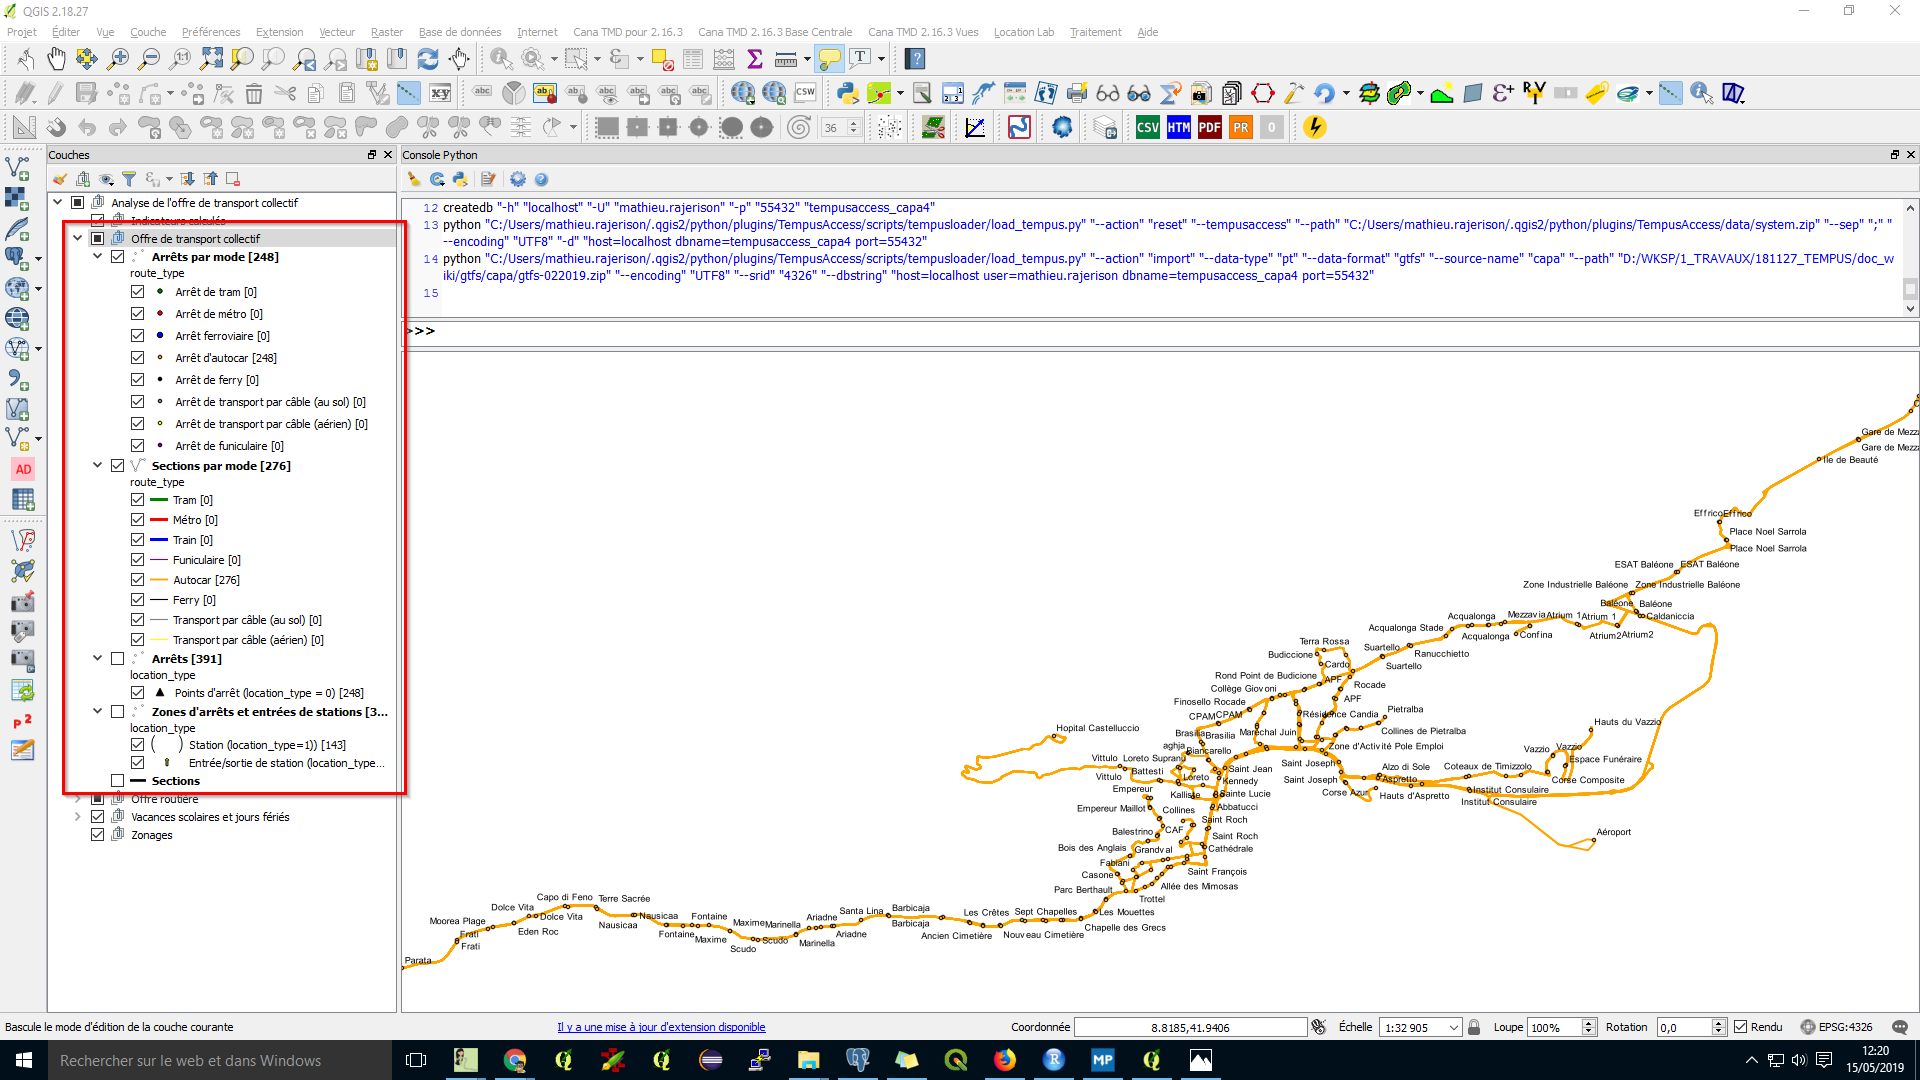 QGIS 2.18.27
Projet Éditer Vue Couche Préférences Extension Vecteur Raster Base de données Internet Cana TMD pour 2.16.3 Cana TMD 2.16.3 Base Centrale Cana TMD 2.16.3 Vues Location Lab Traitement Aide
CSW
36
CSV HTM PDF PR O
Couches
Console Python
Analyse de l'offre de transport collectif
Indicateurs calculés
Offre de transport collectif
Arrêts par mode [248]
route_type
Arrêt de tram [0]
Arrêt de métro [0]
Arrêt ferroviaire [0]
Arrêt d'autocar [248]
Arrêt de ferry [0]
Arrêt de transport par câble (au sol) [0]
Arrêt de transport par câble (aérien) [0]
Arrêt de funiculaire [0]
Sections par mode [276]
route_type
Tram [0]
Métro [0]
Train [0]
Funiculaire [0]
Autocar [276]
Ferry [0]
Transport par câble (au sol) [0]
Transport par câble (aérien) [0]
Arrêts [391]
location_type
Points d'arrêt (location_type = 0) [248]
Zones d'arrêts et entrées de stations [3...
location_type
Station (location_type=1)) [143]
Entrée/sortie de station (location_type...
Sections
Offre routière
Vacances scolaires et jours fériés
Zonages
AD
12 createdb "-h" "localhost" "-U" "mathieu.rajerison" "-p" "55432" "tempusaccess_capa4"
13 python "C:/Users/mathieu.rajerison/.qgis2/python/plugins/TempusAccess/scripts/tempusloader/load_tempus.py" "--action" "reset" "--tempusaccess" "--path" "C:/Users/mathieu.rajerison/.qgis2/python/plugins/TempusAccess/data/system.zip" "--sep" ";" "
--encoding" "UTF8" "-d" "host=localhost dbname=tempusaccess_capa4 port=55432"
14 python "C:/Users/mathieu.rajerison/.qgis2/python/plugins/TempusAccess/scripts/tempusloader/load_tempus.py" "--action" "import" "--data-type" "pt" "--data-format" "gtfs" "--source-name" "capa" "--path" "D:/WKSP/1_TRAVAUX/181127_TEMPUS/doc_w
iki/gtfs/capa/gtfs-022019.zip" "--encoding" "UTF8" "--srid" "4326" "--dbstring" "host=localhost user=mathieu.rajerison dbname=tempusaccess_capa4 port=55432"
15
>>>
Gare de Mezza
Gare de Mezza
Ile de Beauté
Effrico Effrico
Place Noel Sarrola
Place Noel Sarrola
ESAT Baléone ESAT Baléone
Zone Industrielle Baléone Zone Industrielle Baléone
Baléone Baléone
Caldaniccia
Acqualonga Mezzavia Atrium 1 Atrium 1
Acqualonga Stade
Acqualonga Confina
Atrium2 Atrium2
Terra Rossa
Suartello
Ranucchietto
Budiccione
Cardo
Suartello
Rond Point de Budicione APF
Rocade
Collège Giovoni
APF
Finosello Rocade
Pietralba
CPAM CPAM
Résidence Candia
Hauts du Vazzio
Hopital Castelluccio
Brasilia Brasilia
Maréchal Juin
Collines de Pietralba
aghja
Biancarello
Zone d'Activité Pole Emploi
Vazzio Vazzio
Vittulo Loreto Supranu
Saint Joseph
Espace Funéraire
Battesti
Saint Jean
Alzo di Sole
Coteaux de Timizzolo
Vittulo
Loreto
Kennedy
Saint Joseph
Aspretto
Corse Composite
Empereur
Kalliste
Sainte Lucie
Corse Azur
Hauts d'Aspretto
Institut Consulaire
Institut Consulaire
Empereur Maillot
Collines
Abbatucci
Saint Roch
Balestrino
CAF
Saint Roch
Aéroport
Bois des Anglais
Grandval
Cathédrale
Fabiani
Saint François
Casone
Parc Berthault
Allée des Mimosas
Trottel
Capo di Feno Terre Sacrée
Dolce Vita
Dolce Vita
Nausicaa
Nausicaa
Fontaine
Fontaine
Maxime
Maxime
Marinella
Marinella
Ariadne
Ariadne
Santa Lina
Barbicaja
Barbicaja
Les Crêtes
Sept Chapelles
Les Mouettes
Ancien Cimetière
Nouveau Cimetière
Chapelle des Grecs
Moorea Plage
Frati
Frati
Eden Roc
Scudo
Scudo
Parata
Bascule le mode d'édition de la couche courante
Il y a une mise à jour d'extension disponible
Coordonnée 8.8185,41.9406 Échelle 1:32 905 Loupe 100% Rotation 0,0 Rendu EPSG:4326
Rechercher sur le web et dans Windows
R
MP
12:20
15/05/2019